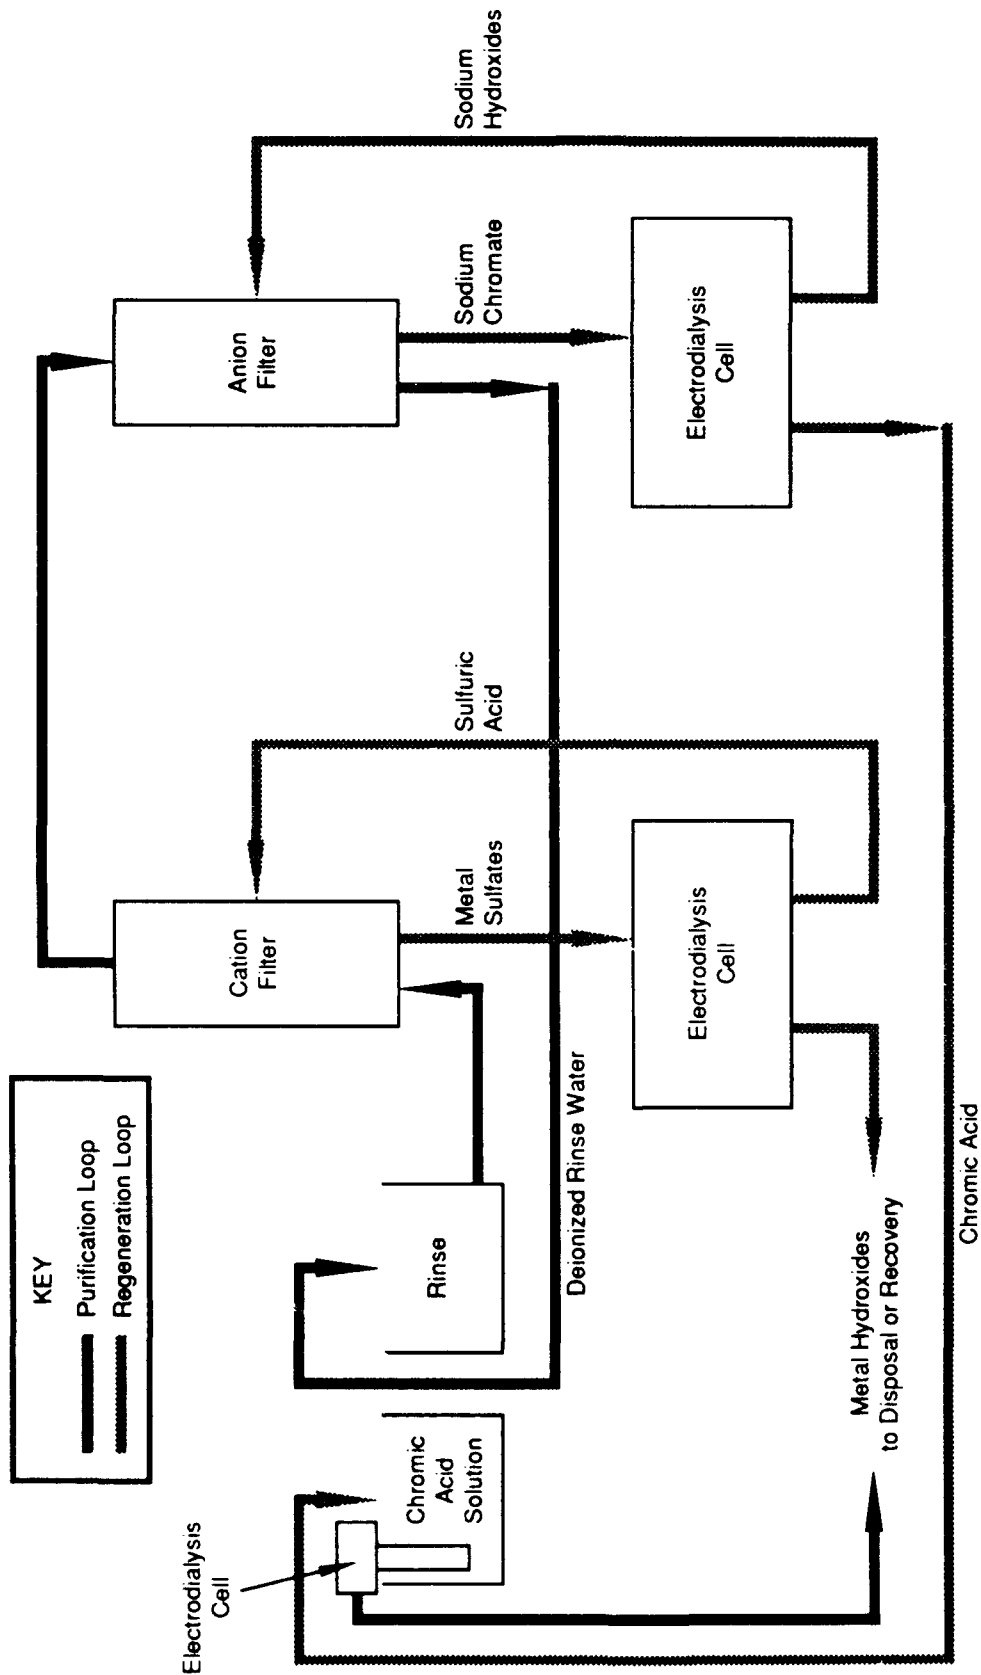 KEY
Purification Loop
Regeneration Loop
Electrodialysis
Cell
Chromic
Acid
Solution
Rinse
Cation
Filter
Anion
Filter
Metal
Sulfates
Sulfuric
Acid
Sodium
Chromate
Sodium
Hydroxides
Deionized Rinse Water
Electrodialysis
Cell
Electrodialysis
Cell
Metal Hydroxides
to Disposal or Recovery
Chromic Acid